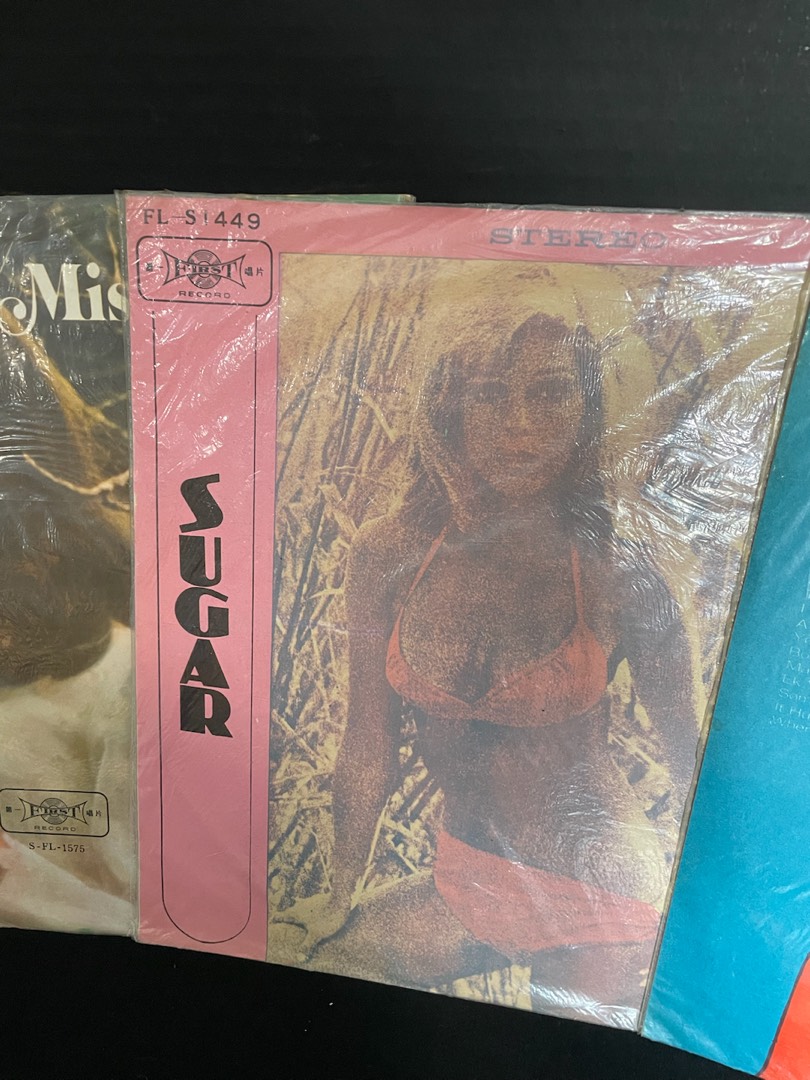 Mis
第一 FIRST 唱片
RECORD
S-FL-1575
FL-S1449
STEREO
第一 FIRST 唱片
RECORD
SUGAR